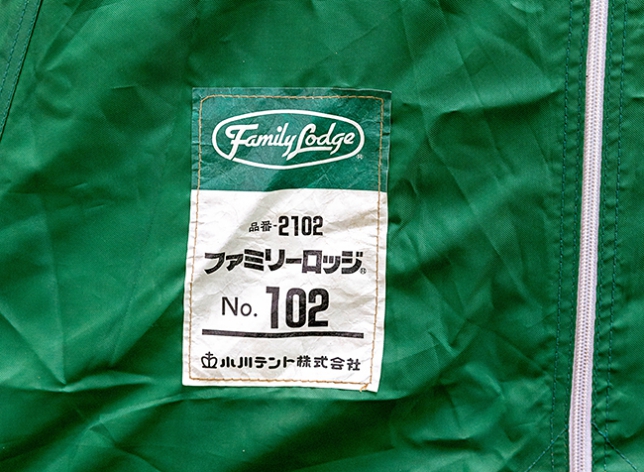 Family Lodge®
品番-2102
ファミリーロッジ®
No. 102
小川テント株式会社